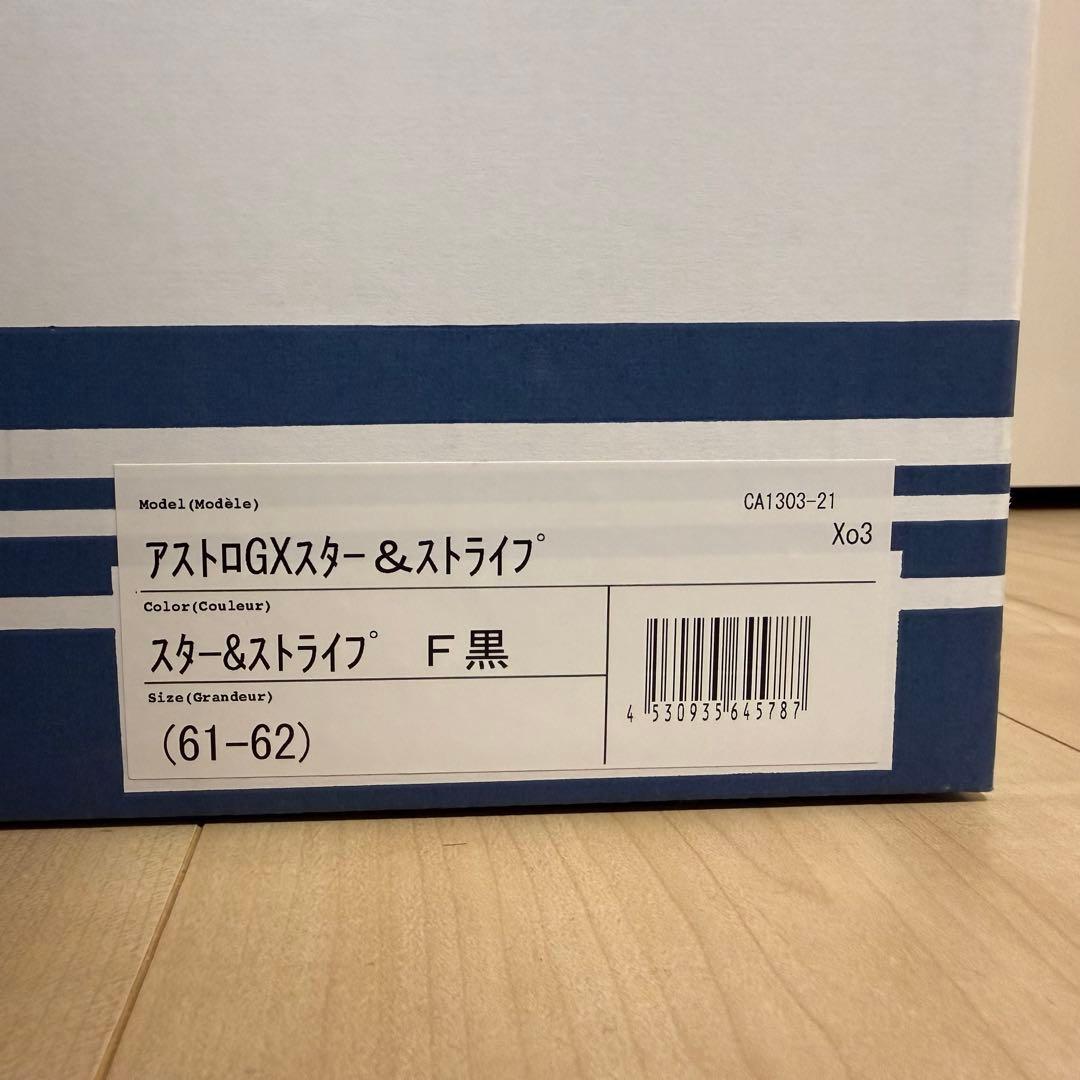 Model(Modèle)
CA1303-21
Xo3
ｱｽﾄﾛGXｽﾀｰ＆ｽﾄﾗｲﾌﾟ
Color(Couleur)
ｽﾀｰ&ｽﾄﾗｲﾌﾟ Ｆ黒
Size(Grandeur)
(61-62)
4 530935 645787